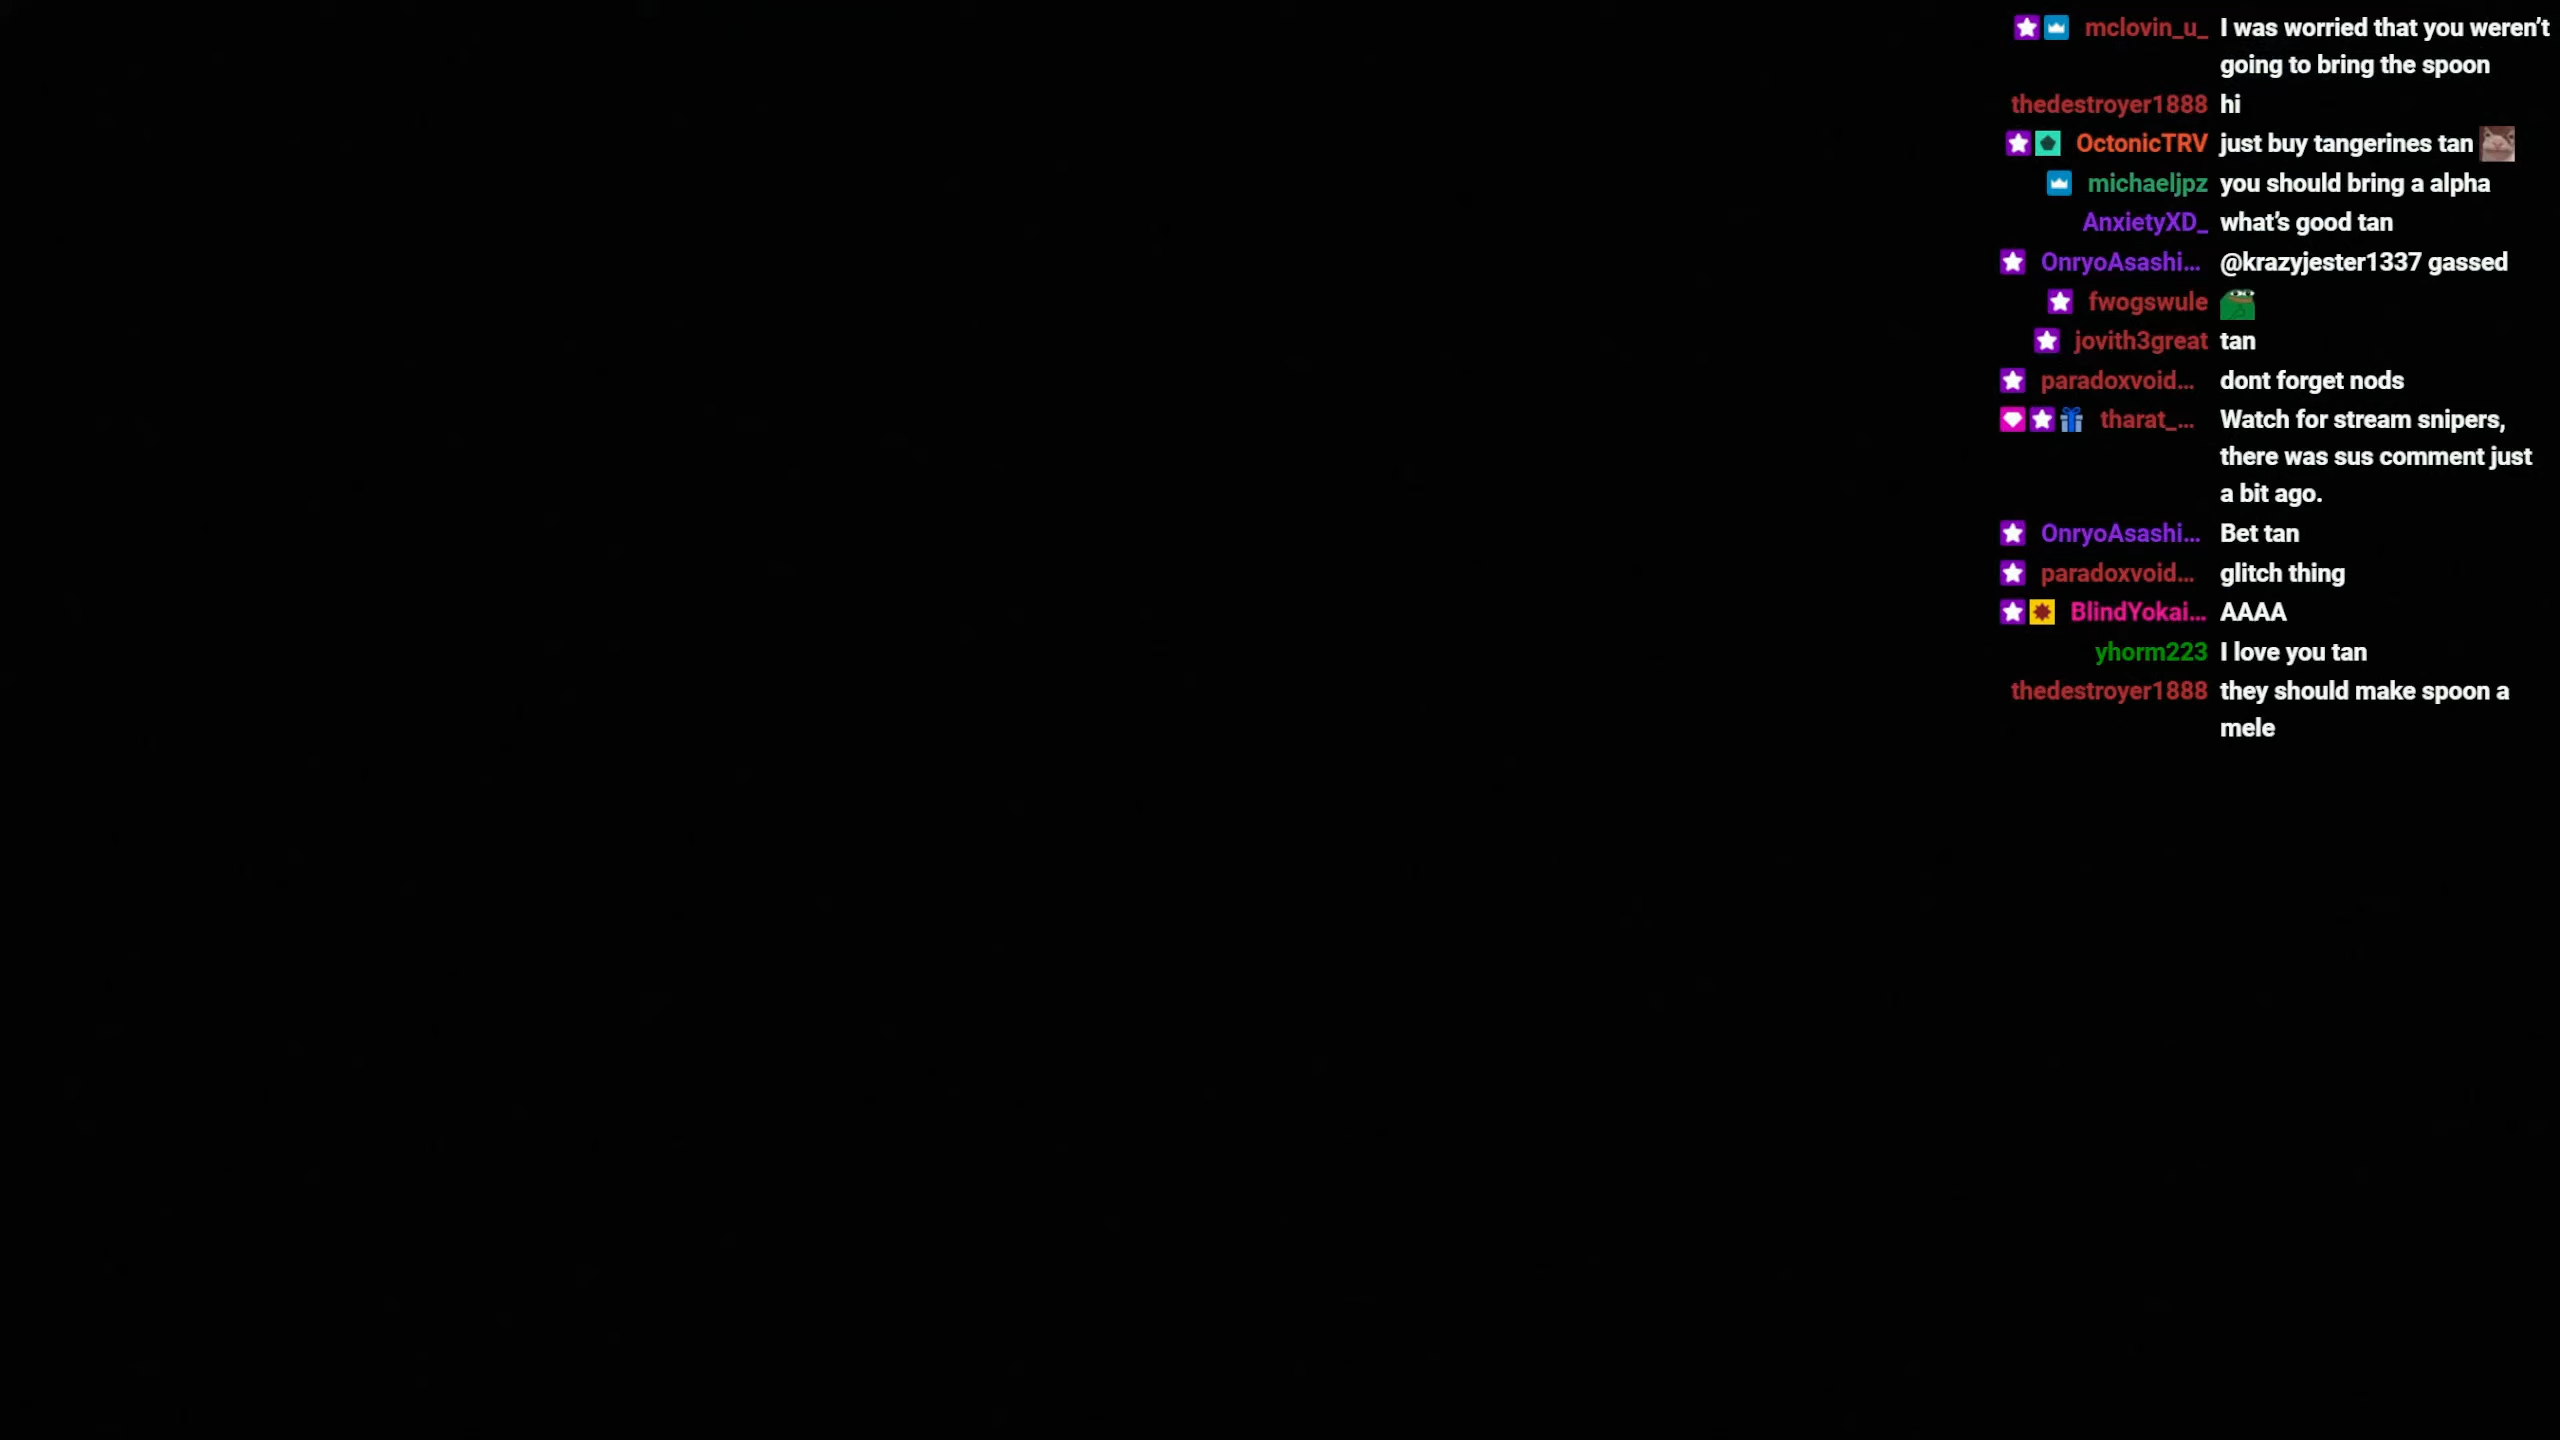 mclovin_u_ I was worried that you weren't
going to bring the spoon
thedestroyer1888 hi
OctonicTRV just buy tangerines tan
michaeljpz you should bring a alpha
AnxietyXD_ what's good tan
OnryoAsashi... @krazyjester1337 gassed
fwogswule
jovith3great tan
paradoxvoid... dont forget nods
tharat_... Watch for stream snipers,
there was sus comment just
a bit ago.
OnryoAsashi... Bet tan
paradoxvoid... glitch thing
BlindYokai... AAAA
yhorm223 I love you tan
thedestroyer1888 they should make spoon a
mele